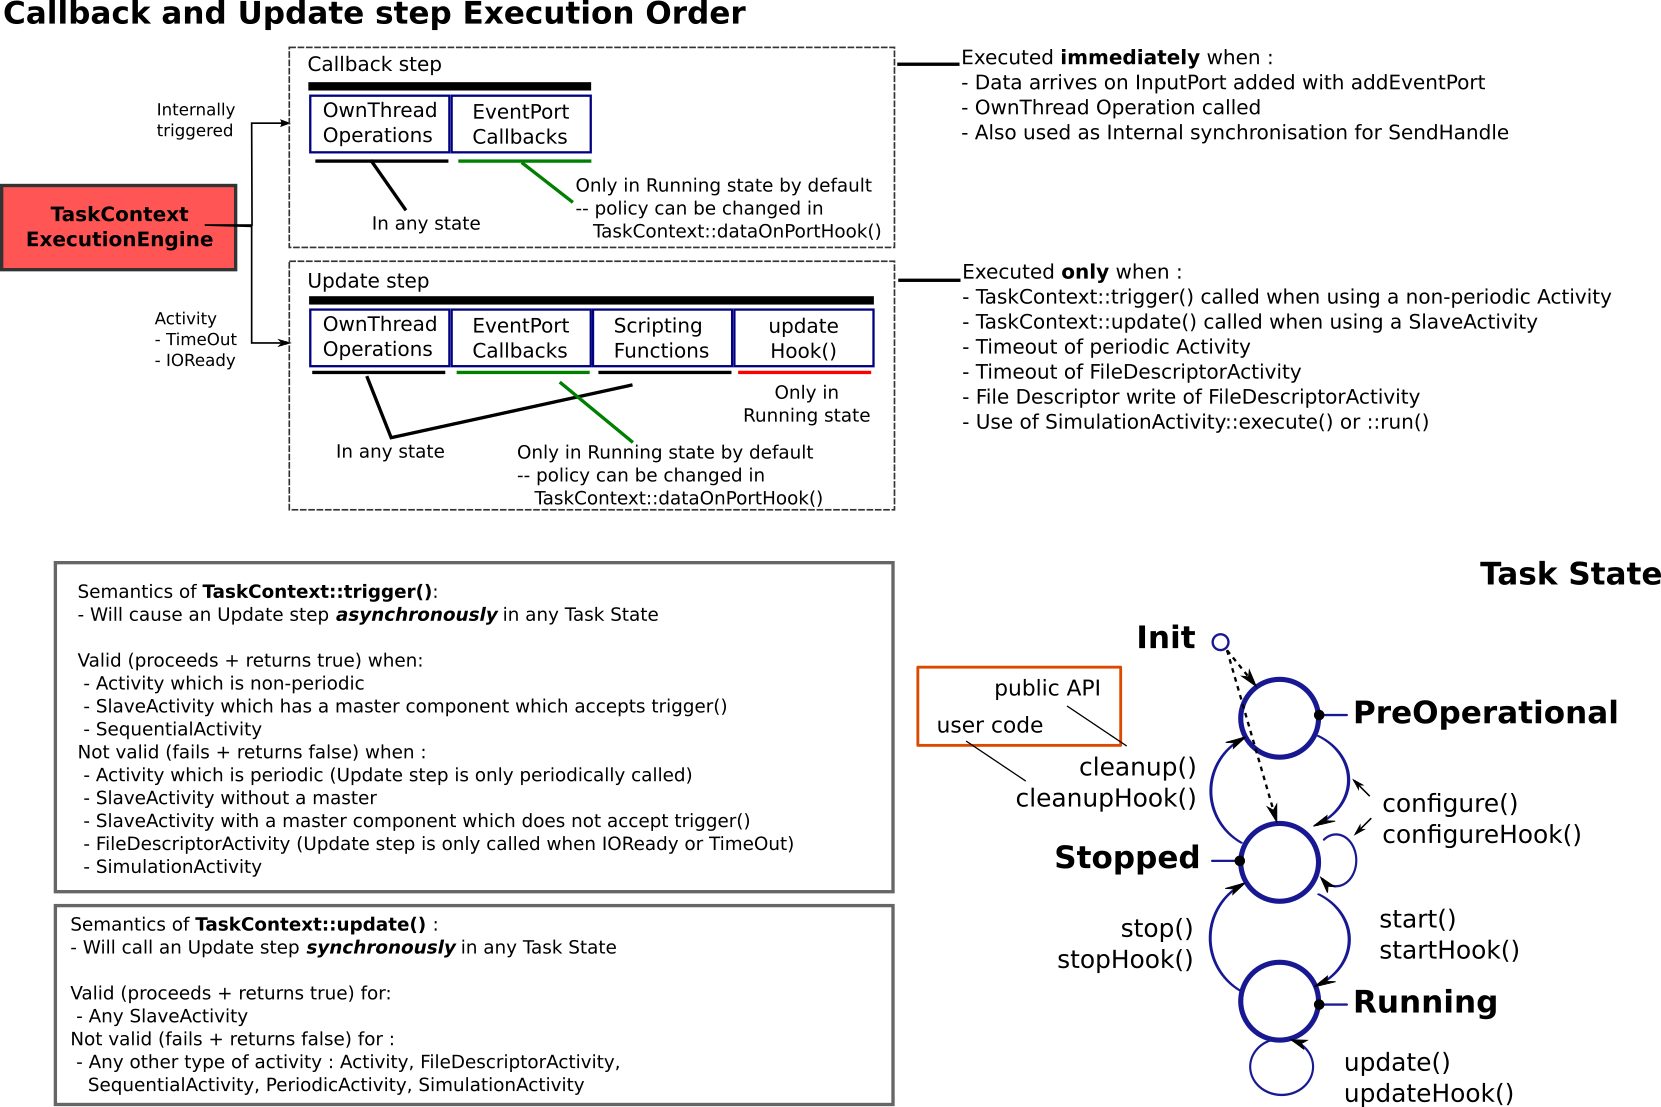 Callback and Update step Execution Order
Callback step
OwnThread
Operations
EventPort
Callbacks
Internally
triggered
In any state
Only in Running state by default
-- policy can be changed in
TaskContext::dataOnPortHook()
Executed immediately when :
- Data arrives on InputPort added with addEventPort
- OwnThread Operation called
- Also used as Internal synchronisation for SendHandle
TaskContext
ExecutionEngine
Activity
- TimeOut
- IOReady
Update step
OwnThread
Operations
EventPort
Callbacks
Scripting
Functions
update
Hook()
Only in
Running state
In any state
Only in Running state by default
-- policy can be changed in
TaskContext::dataOnPortHook()
Executed only when :
- TaskContext::trigger() called when using a non-periodic Activity
- TaskContext::update() called when using a SlaveActivity
- Timeout of periodic Activity
- Timeout of FileDescriptorActivity
- File Descriptor write of FileDescriptorActivity
- Use of SimulationActivity::execute() or ::run()
Semantics of TaskContext::trigger():
- Will cause an Update step asynchronously in any Task State
Valid (proceeds + returns true) when:
- Activity which is non-periodic
- SlaveActivity which has a master component which accepts trigger()
- SequentialActivity
Not valid (fails + returns false) when :
- Activity which is periodic (Update step is only periodically called)
- SlaveActivity without a master
- SlaveActivity with a master component which does not accept trigger()
- FileDescriptorActivity (Update step is only called when IOReady or TimeOut)
- SimulationActivity
Semantics of TaskContext::update() :
- Will call an Update step synchronously in any Task State
Valid (proceeds + returns true) for:
- Any SlaveActivity
Not valid (fails + returns false) for :
- Any other type of activity : Activity, FileDescriptorActivity,
SequentialActivity, PeriodicActivity, SimulationActivity
Task State
Init
public API
user code
PreOperational
cleanup()
cleanupHook()
configure()
configureHook()
Stopped
stop()
stopHook()
start()
startHook()
Running
update()
updateHook()